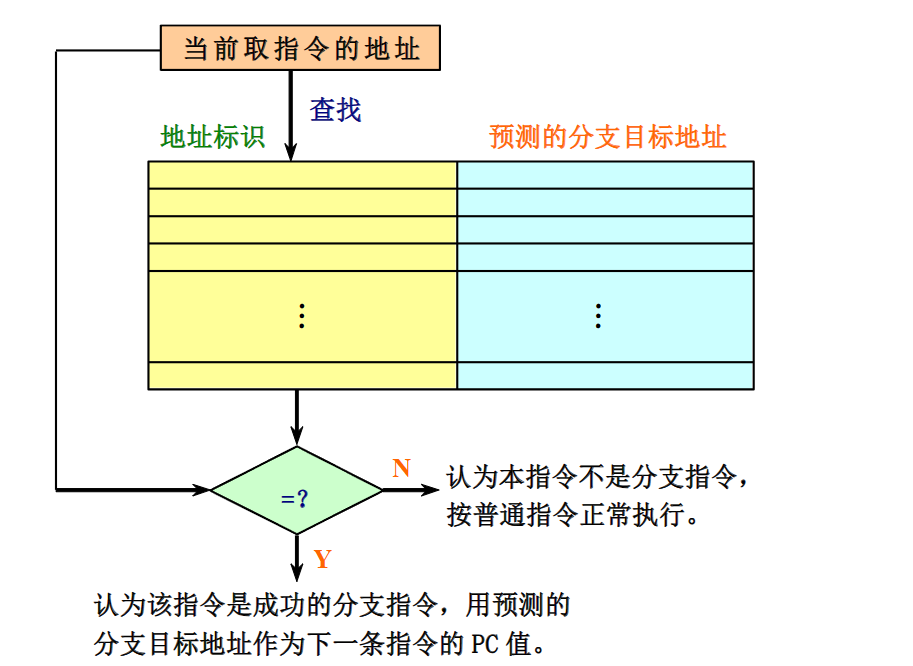 当前取指令的地址
查找
地址标识
预测的分支目标地址
⋮
⋮
=?
N
认为本指令不是分支指令，
按普通指令正常执行。
Y
认为该指令是成功的分支指令，用预测的
分支目标地址作为下一条指令的 PC 值。